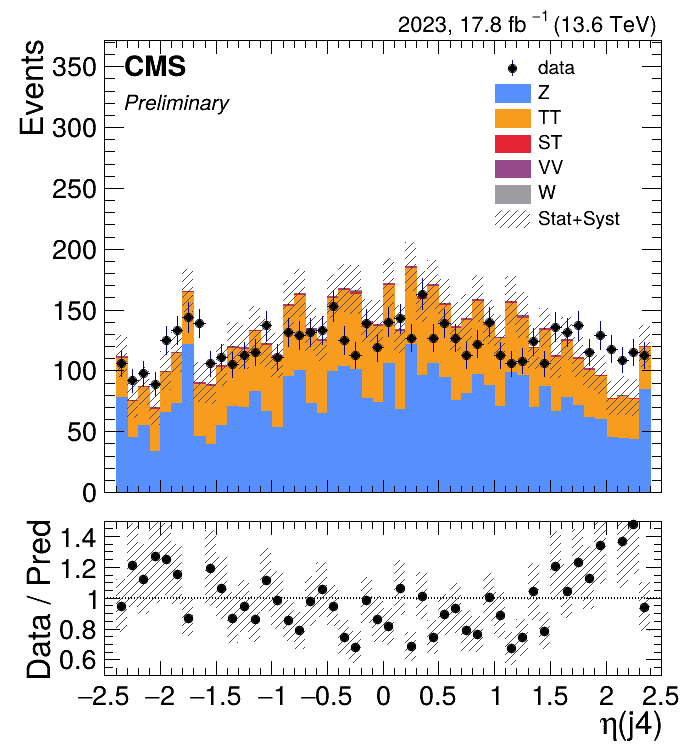 2023, 17.8 fb⁻¹ (13.6 TeV)
Events
350
300
250
200
150
100
50
0
CMS
Preliminary
data
Z
TT
ST
VV
W
Stat+Syst
Data / Pred
1.4
1.2
1
0.8
0.6
−2.5 −2 −1.5 −1 −0.5 0 0.5 1 1.5 2 2.5
η(j4)